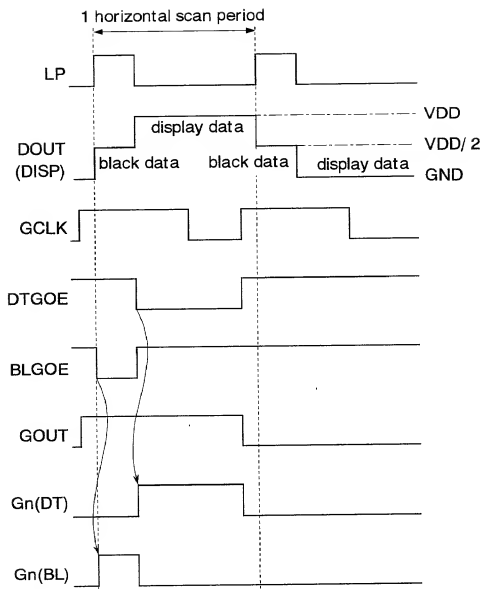 1 horizontal scan period
LP
VDD
display data
DOUT
(DISP)
black data
black data
VDD/ 2
display data
GND
GCLK
DTGOE
BLGOE
GOUT
Gn(DT)
Gn(BL)